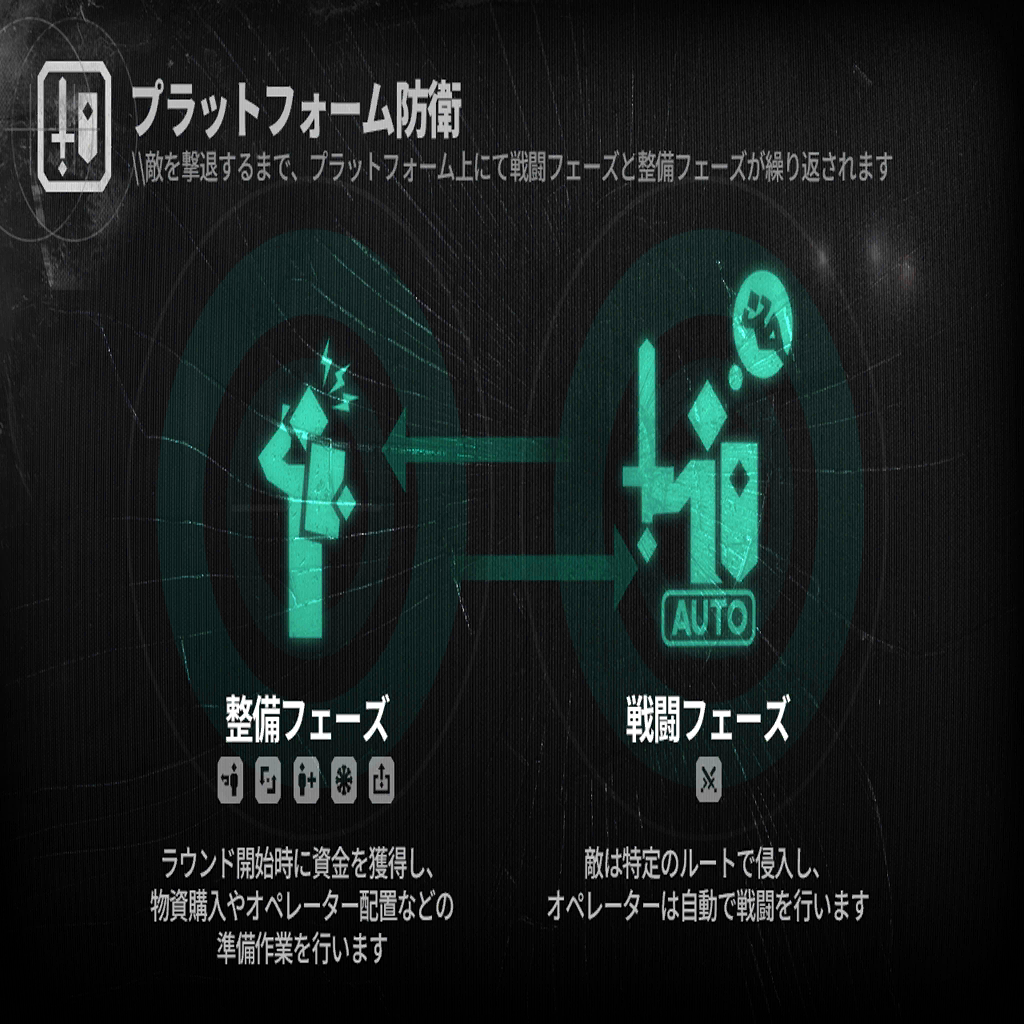 プラットフォーム防衛
\\敵を撃退するまで、プラットフォーム上にて戦闘フェーズと整備フェーズが繰り返されます
AUTO
整備フェーズ
戦闘フェーズ
ラウンド開始時に資金を獲得し、
物資購入やオペレーター配置などの
準備作業を行います
敵は特定のルートで侵入し、
オペレーターは自動で戦闘を行います